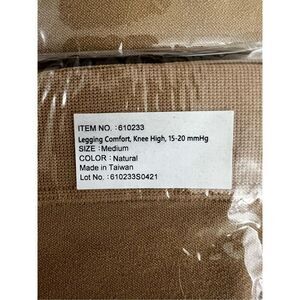 ITEM NO. :610233
Legging Comfort, Knee High, 15-20 mmHg
SIZE :Medium
COLOR : Natural
Made in Taiwan
Lot No. :610233S0421